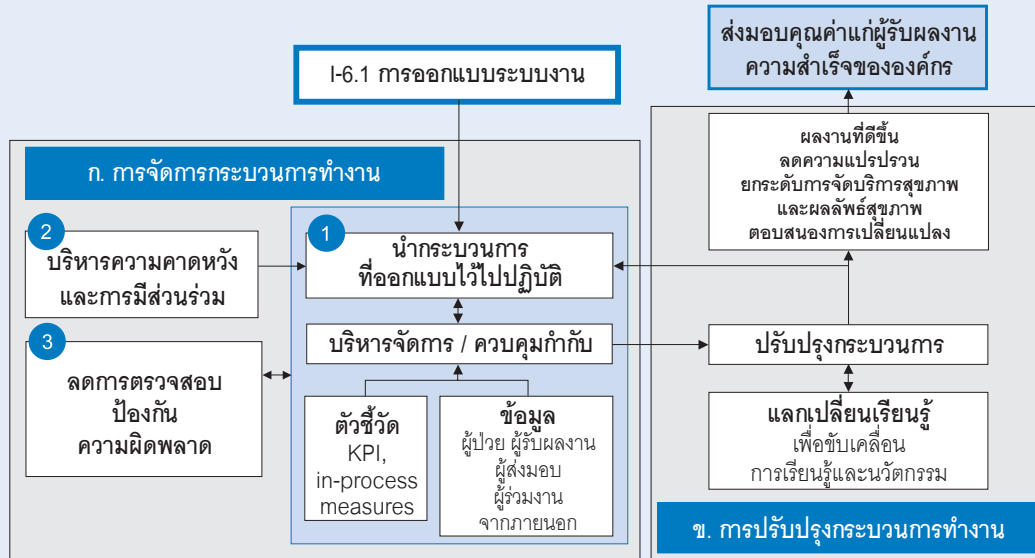 ส่งมอบคุณค่าแก่ผู้รับผลงาน
ความสำเร็จขององค์กร
I-6.1 การออกแบบระบบงาน
ก. การจัดการกระบวนการทำงาน
1
นำกระบวนการ
ที่ออกแบบไว้ไปปฏิบัติ
2
บริหารความคาดหวัง
และการมีส่วนร่วม
3
ลดการตรวจสอบ
ป้องกัน
ความผิดพลาด
บริหารจัดการ / ควบคุมกำกับ
ตัวชี้วัด
KPI,
in-process
measures
ข้อมูล
ผู้ป่วย ผู้รับผลงาน
ผู้ส่งมอบ
ผู้ร่วมงาน
จากภายนอก
ผลงานที่ดีขึ้น
ลดความแปรปรวน
ยกระดับการจัดบริการสุขภาพ
และผลลัพธ์สุขภาพ
ตอบสนองการเปลี่ยนแปลง
ปรับปรุงกระบวนการ
แลกเปลี่ยนเรียนรู้
เพื่อขับเคลื่อน
การเรียนรู้และนวัตกรรม
ข. การปรับปรุงกระบวนการทำงาน